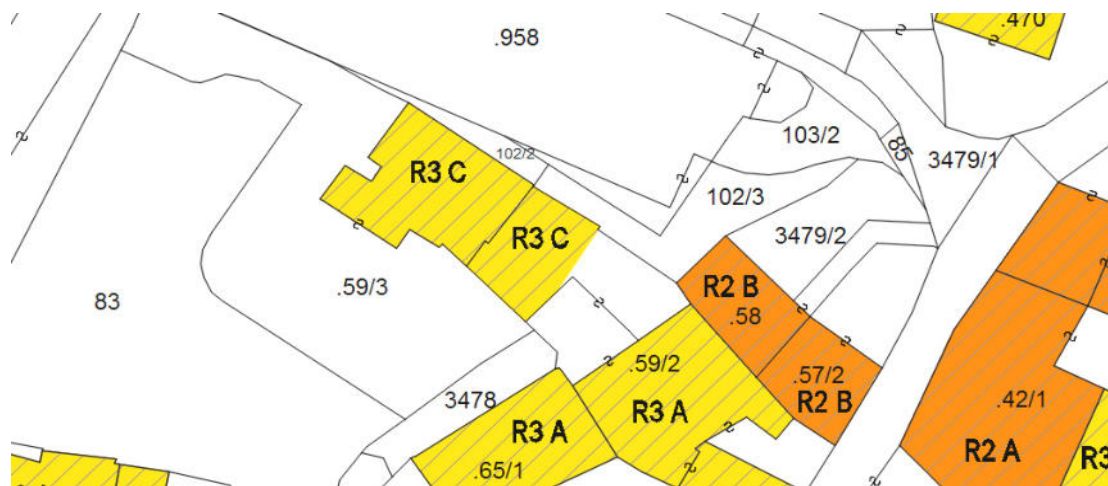 .470
.958
103/2
85
3479/1
102/2
R3 C
102/3
R3 C
3479/2
R2 B
.59/3
83
.58
.59/2
.57/2
R2 B
3478
.42/1
R3 A
R3 A
R2 A
R3
.65/1